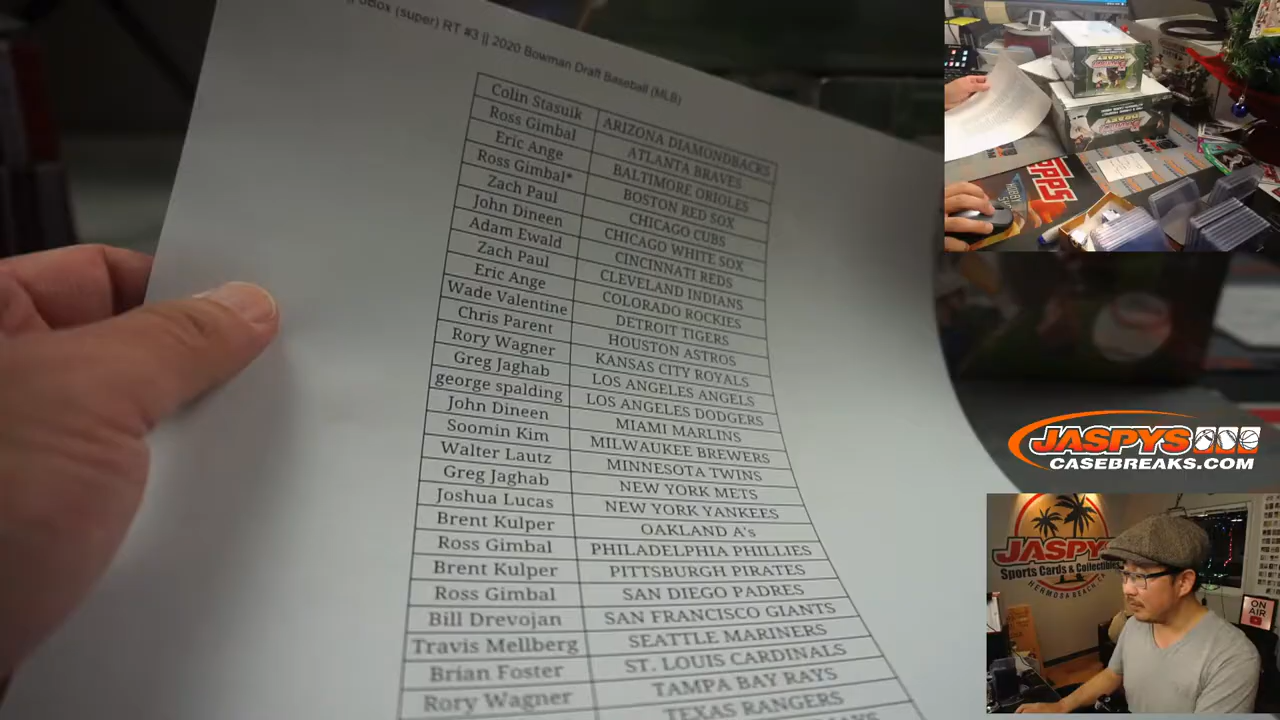 (super) RT #3 || 2020 Bowman Draft Baseball (MLB)
Colin Stasuik ARIZONA DIAMONDBACKS
Ross Gimbal ATLANTA BRAVES
Eric Ange BALTIMORE ORIOLES
Ross Gimbal* BOSTON RED SOX
Zach Paul CHICAGO CUBS
John Dineen CHICAGO WHITE SOX
Adam Ewald CINCINNATI REDS
Zach Paul CLEVELAND INDIANS
Eric Ange COLORADO ROCKIES
Wade Valentine DETROIT TIGERS
Chris Parent HOUSTON ASTROS
Rory Wagner KANSAS CITY ROYALS
Greg Jaghab LOS ANGELES ANGELS
george spalding LOS ANGELES DODGERS
John Dineen MIAMI MARLINS
Soomin Kim MILWAUKEE BREWERS
Walter Lautz MINNESOTA TWINS
Greg Jaghab NEW YORK METS
Joshua Lucas NEW YORK YANKEES
Brent Kulper OAKLAND A's
Ross Gimbal PHILADELPHIA PHILLIES
Brent Kulper PITTSBURGH PIRATES
Ross Gimbal SAN DIEGO PADRES
Bill Drevojan SAN FRANCISCO GIANTS
Travis Mellberg SEATTLE MARINERS
Brian Foster ST. LOUIS CARDINALS
Rory Wagner TAMPA BAY RAYS
TEXAS RANGERS
TOPPS
JASPYS
CASEBREAKS.COM
JASPY
Sports Cards & Collectibles
HERMOSA BEACH, CA
ON
AIR